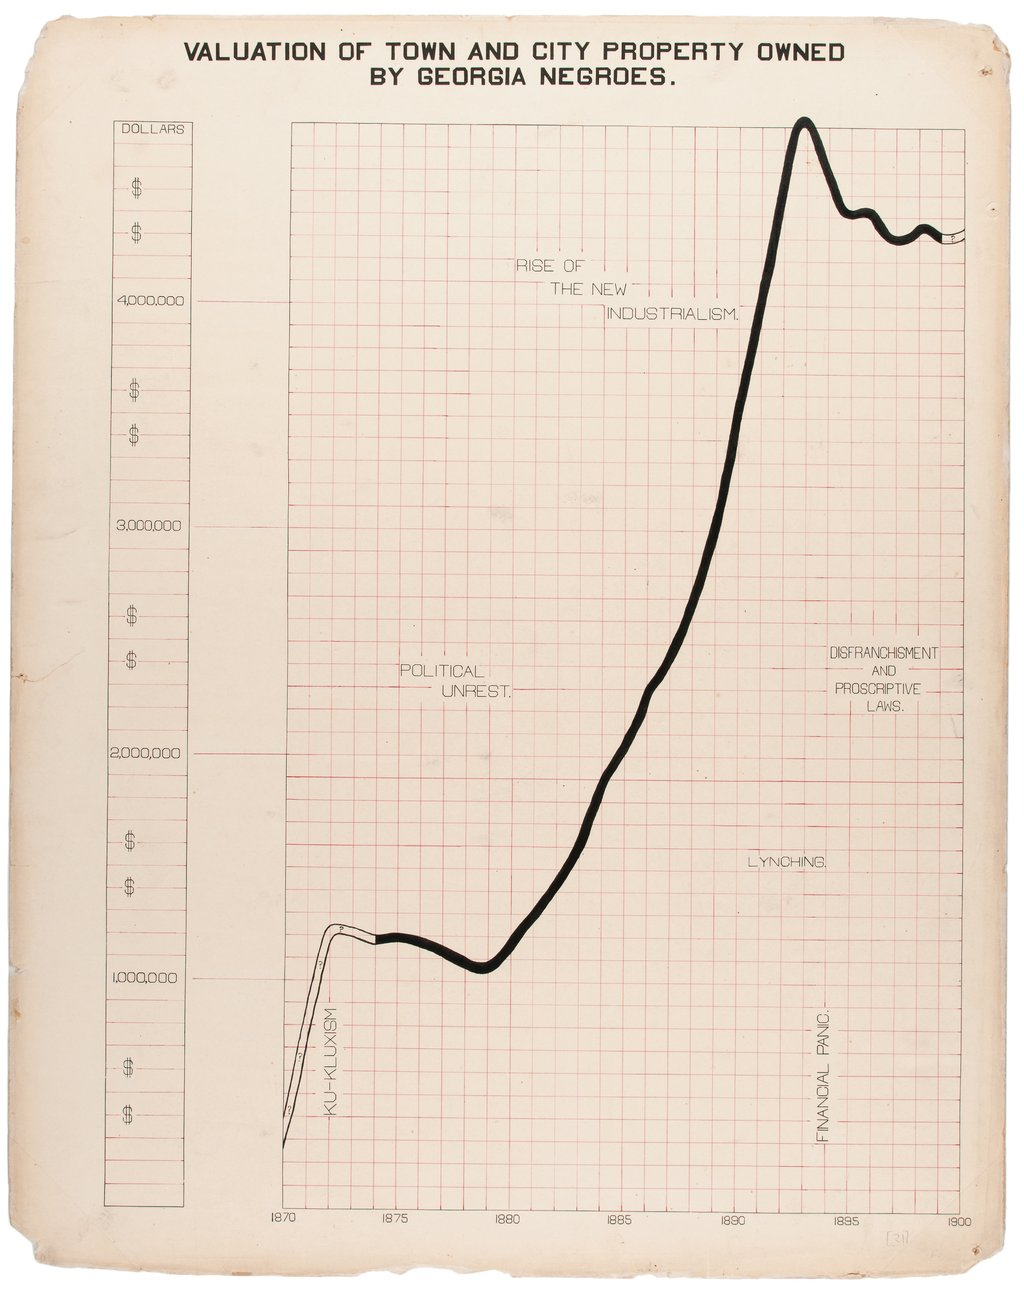 VALUATION OF TOWN AND CITY PROPERTY OWNED
BY GEORGIA NEGROES.
DOLLARS
$
$
RISE OF
THE NEW
INDUSTRIALISM.
4,000,000
$
$
3,000,000
$
$
POLITICAL
UNREST.
DISFRANCHISMENT
AND
PROSCRIPTIVE
LAWS.
2,000,000
$
$
LYNCHING.
1,000,000
$
$
KU-KLUXISM
FINANCIAL PANIC.
?
?
?
?
?
1870 1875 1880 1885 1890 1895 1900
[31]